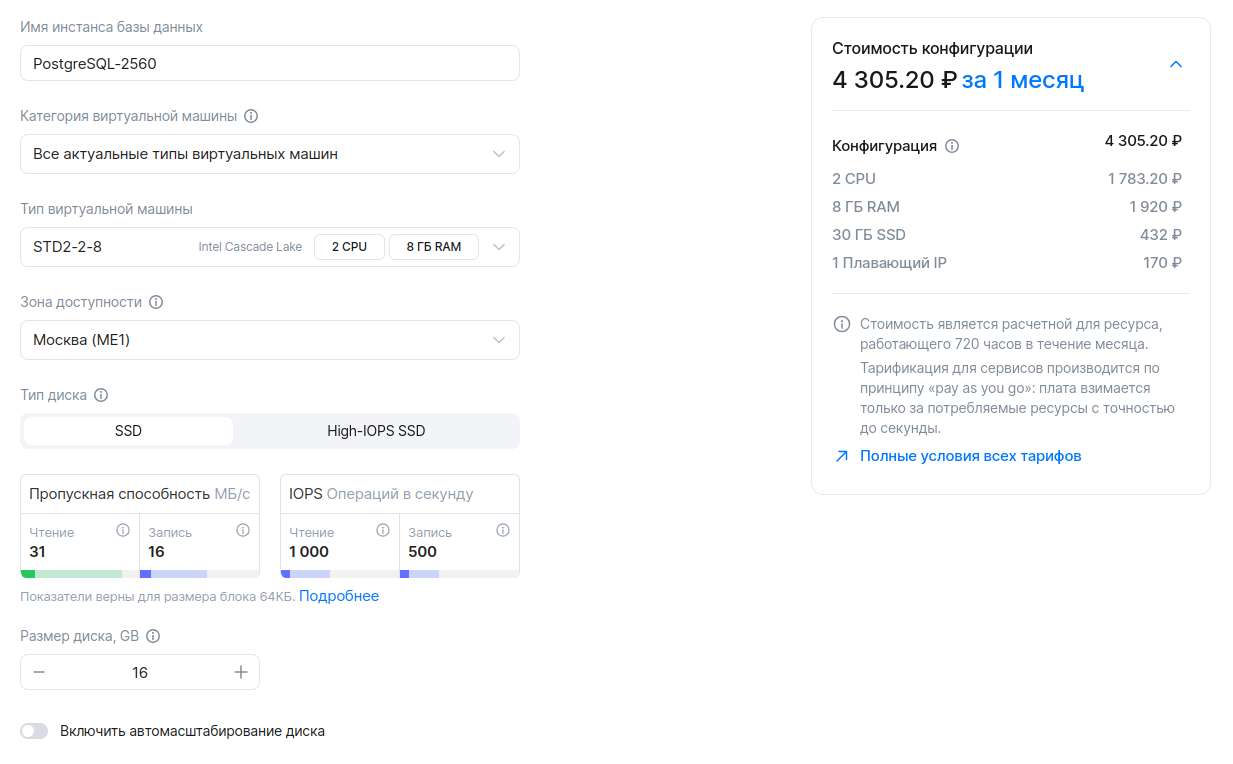 Имя инстанса базы данных
PostgreSQL-2560
Категория виртуальной машины
Все актуальные типы виртуальных машин
Тип виртуальной машины
STD2-2-8 Intel Cascade Lake 2 CPU 8 ГБ RAM
Зона доступности
Москва (ME1)
Тип диска
SSD High-IOPS SSD
Пропускная способность МБ/с
Чтение Запись
31 16
IOPS Операций в секунду
Чтение Запись
1 000 500
Показатели верны для размера блока 64КБ. Подробнее
Размер диска, GB
− 16 +
Включить автомасштабирование диска
Стоимость конфигурации
4 305.20 ₽ за 1 месяц
Конфигурация 4 305.20 ₽
2 CPU 1 783.20 ₽
8 ГБ RAM 1 920 ₽
30 ГБ SSD 432 ₽
1 Плавающий IP 170 ₽
Стоимость является расчетной для ресурса,
работающего 720 часов в течение месяца.
Тарификация для сервисов производится по
принципу «pay as you go»: плата взимается
только за потребляемые ресурсы с точностью
до секунды.
Полные условия всех тарифов